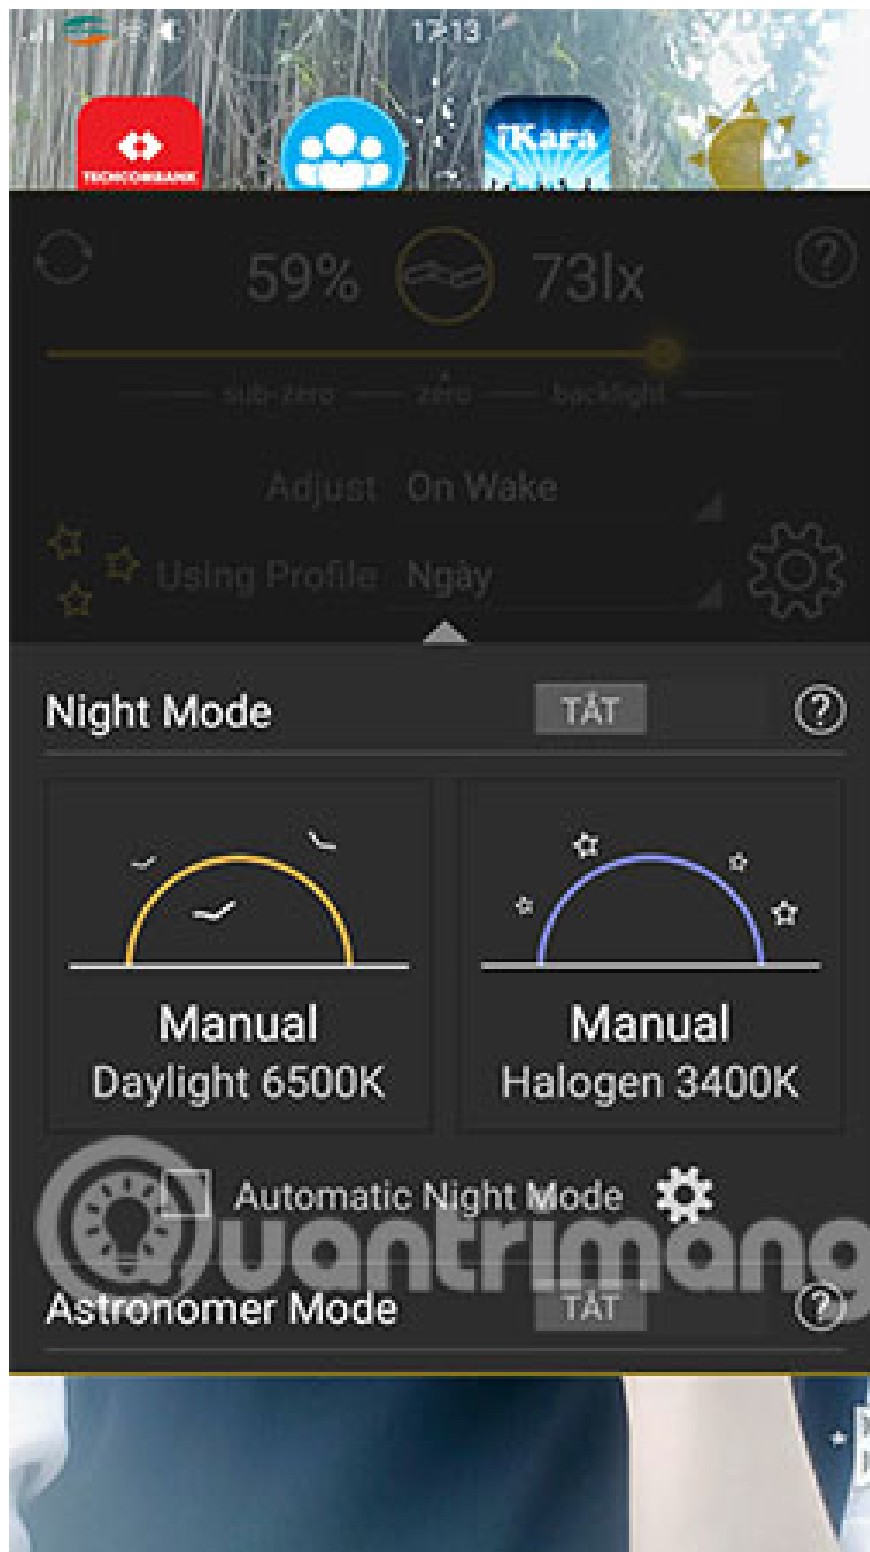 17:13
TECHCOMBANK
iKara
59% 73lx
sub-zero zero backlight
Adjust On Wake
Using Profile Ngày
Night Mode TẮT ?
Manual
Daylight 6500K
Manual
Halogen 3400K
Automatic Night Mode
Quantrimang
Astronomer Mode TẮT ?